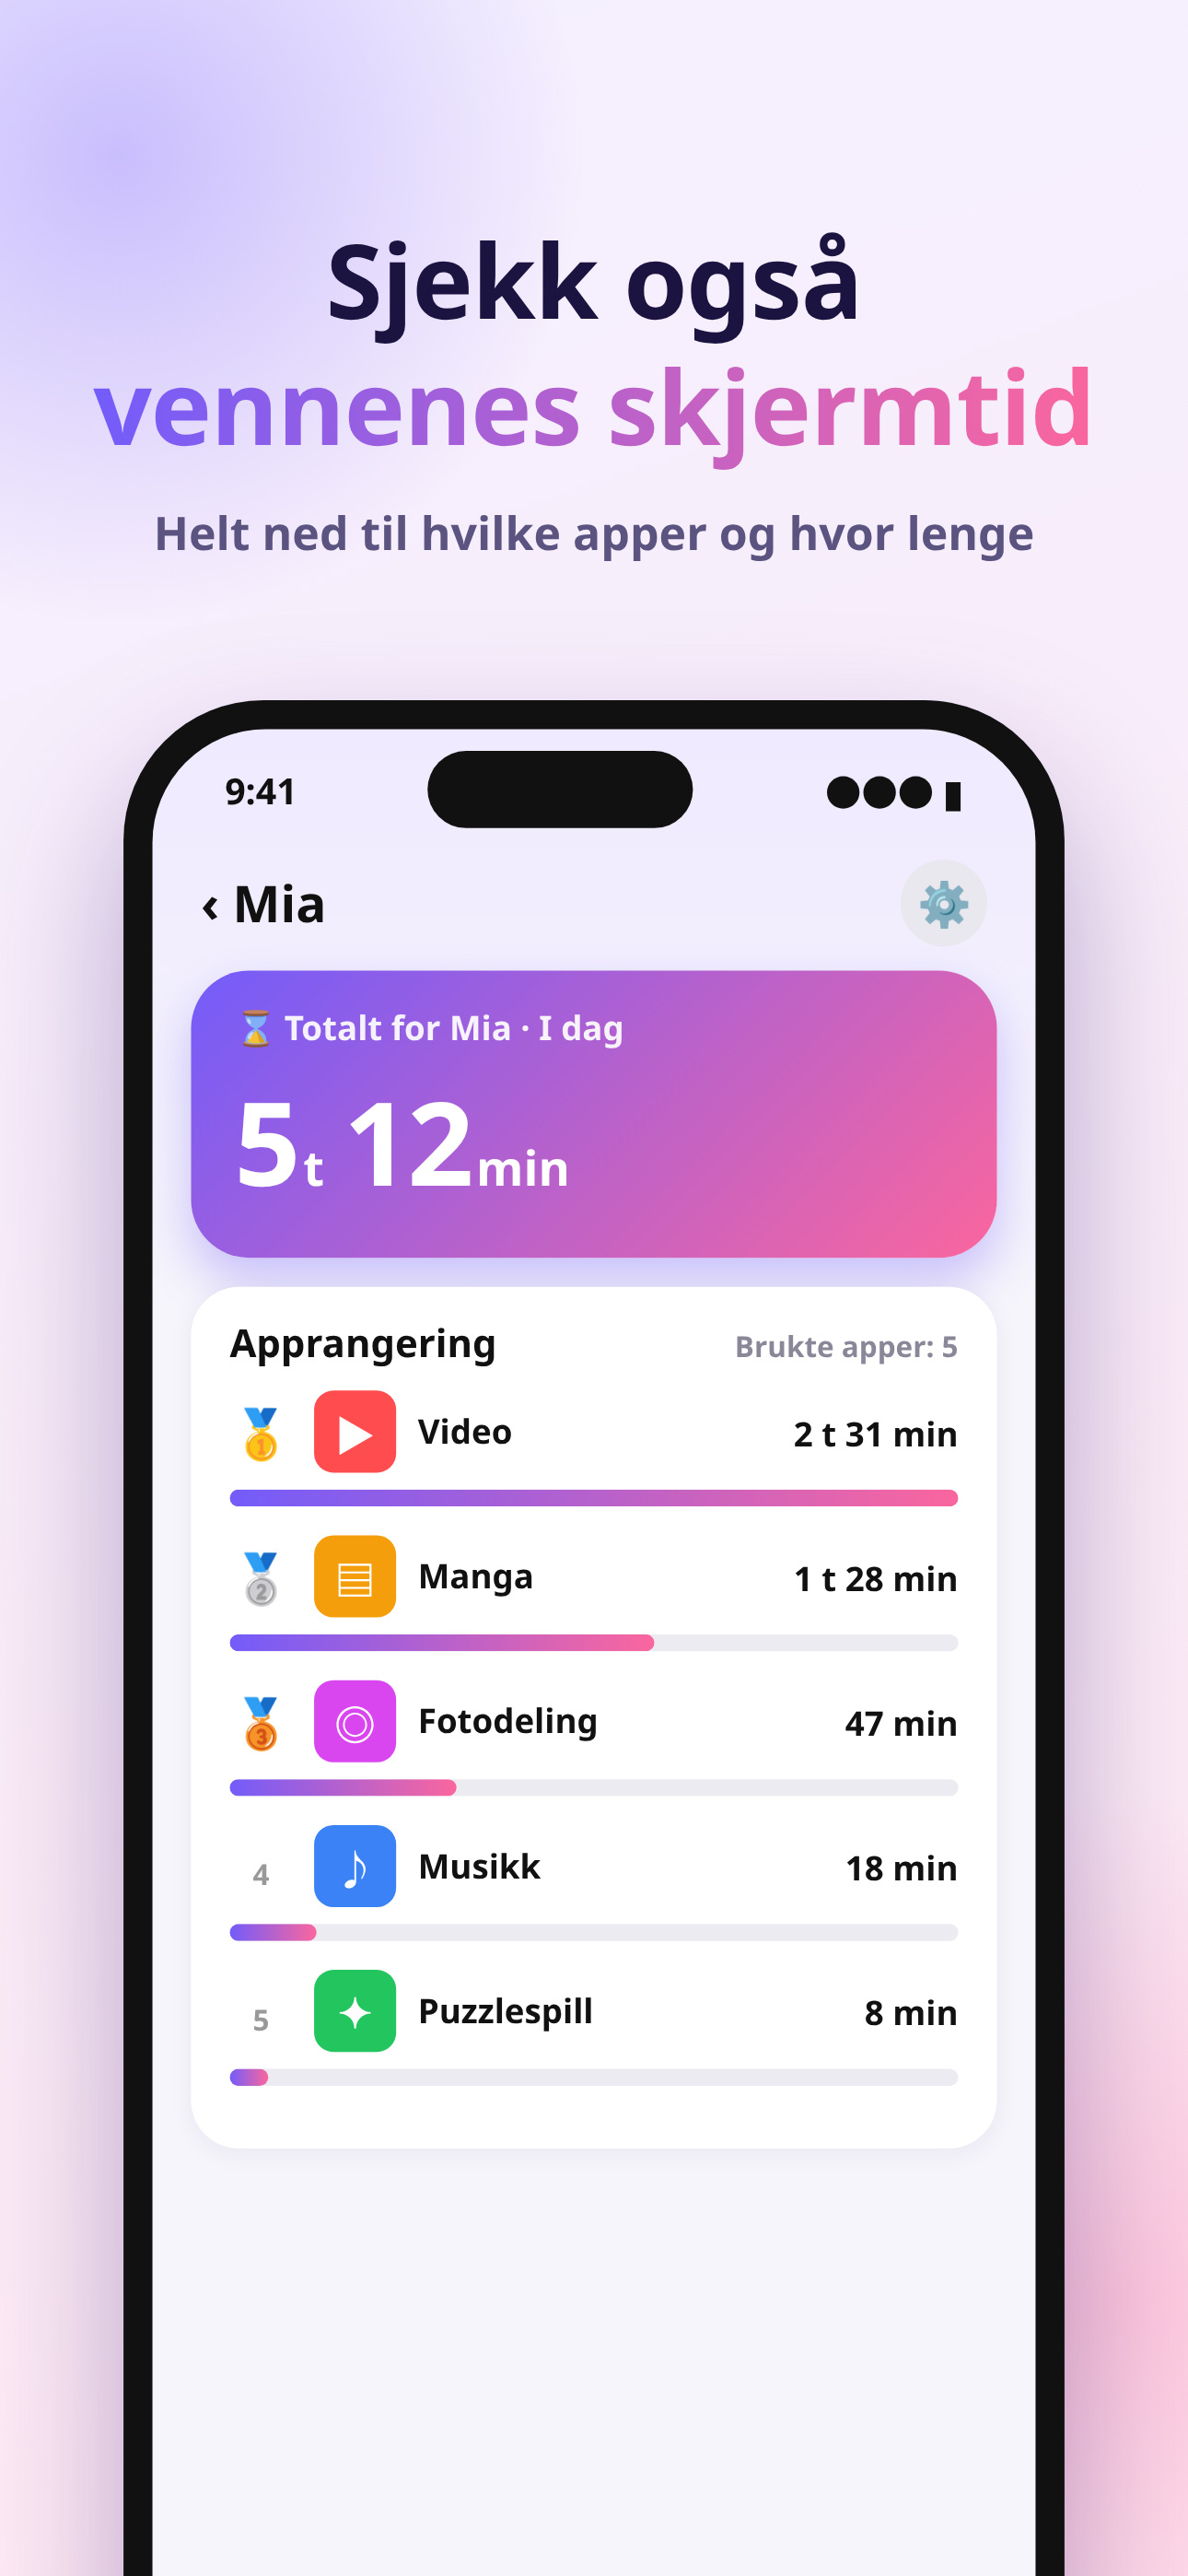 Sjekk også
vennenes skjermtid
Helt ned til hvilke apper og hvor lenge
9:41
‹ Mia
⌛ Totalt for Mia · I dag
5t 12min
Apprangering
Brukte apper: 5
🥇 Video 2 t 31 min
🥈 Manga 1 t 28 min
🥉 Fotodeling 47 min
4 Musikk 18 min
5 Puzzlespill 8 min